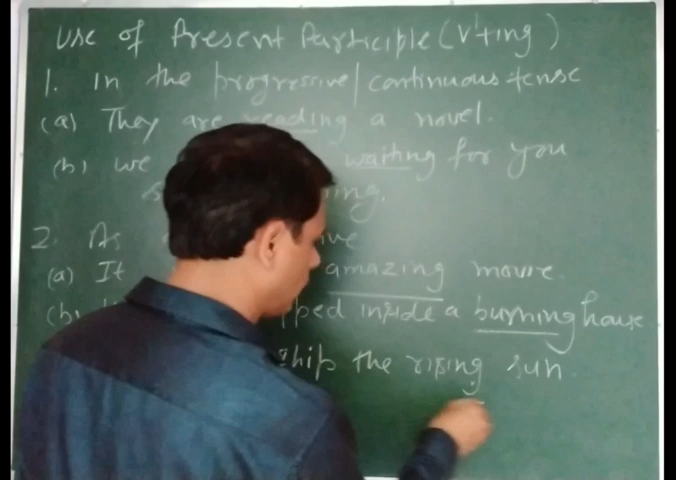 Use of Present Participle (V'+ing)
1. In the progressive/continuous tense
(a) They are reading a novel.
(b) we waiting for you
ning.
2. As ive
(a) It amazing movie.
(b) pped inside a burning house
ship the rising sun.